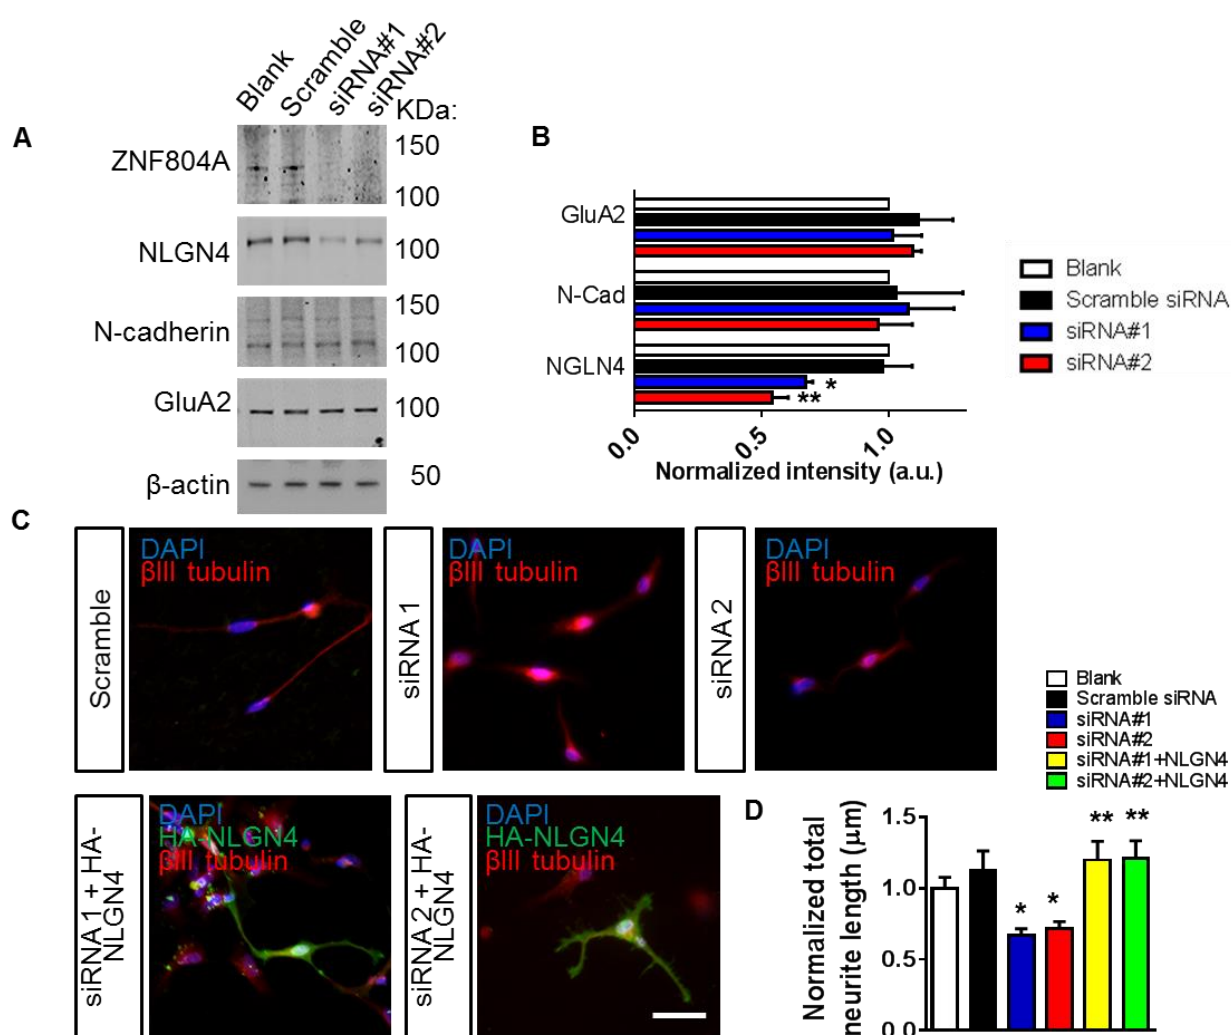 Blank
Scramble
siRNA#1
siRNA#2
KDa:
A
ZNF804A
150
100
NLGN4
100
N-cadherin
150
100
GluA2
100
β-actin
50
B
GluA2
N-Cad
NGLN4
*
**
0.0
0.5
1.0
Normalized intensity (a.u.)
Blank
Scramble siRNA
siRNA#1
siRNA#2
C
Scramble
DAPI
βIII tubulin
siRNA 1
DAPI
βIII tubulin
siRNA 2
DAPI
βIII tubulin
siRNA 1 + HA-
NLGN4
DAPI
HA-NLGN4
βIII tubulin
siRNA 2 + HA-
NLGN4
DAPI
HA-NLGN4
βIII tubulin
Blank
Scramble siRNA
siRNA#1
siRNA#2
siRNA#1+NLGN4
siRNA#2+NLGN4
D
Normalized total
neurite length (µm)
1.5
1.0
0.5
0.0
*
*
**
**